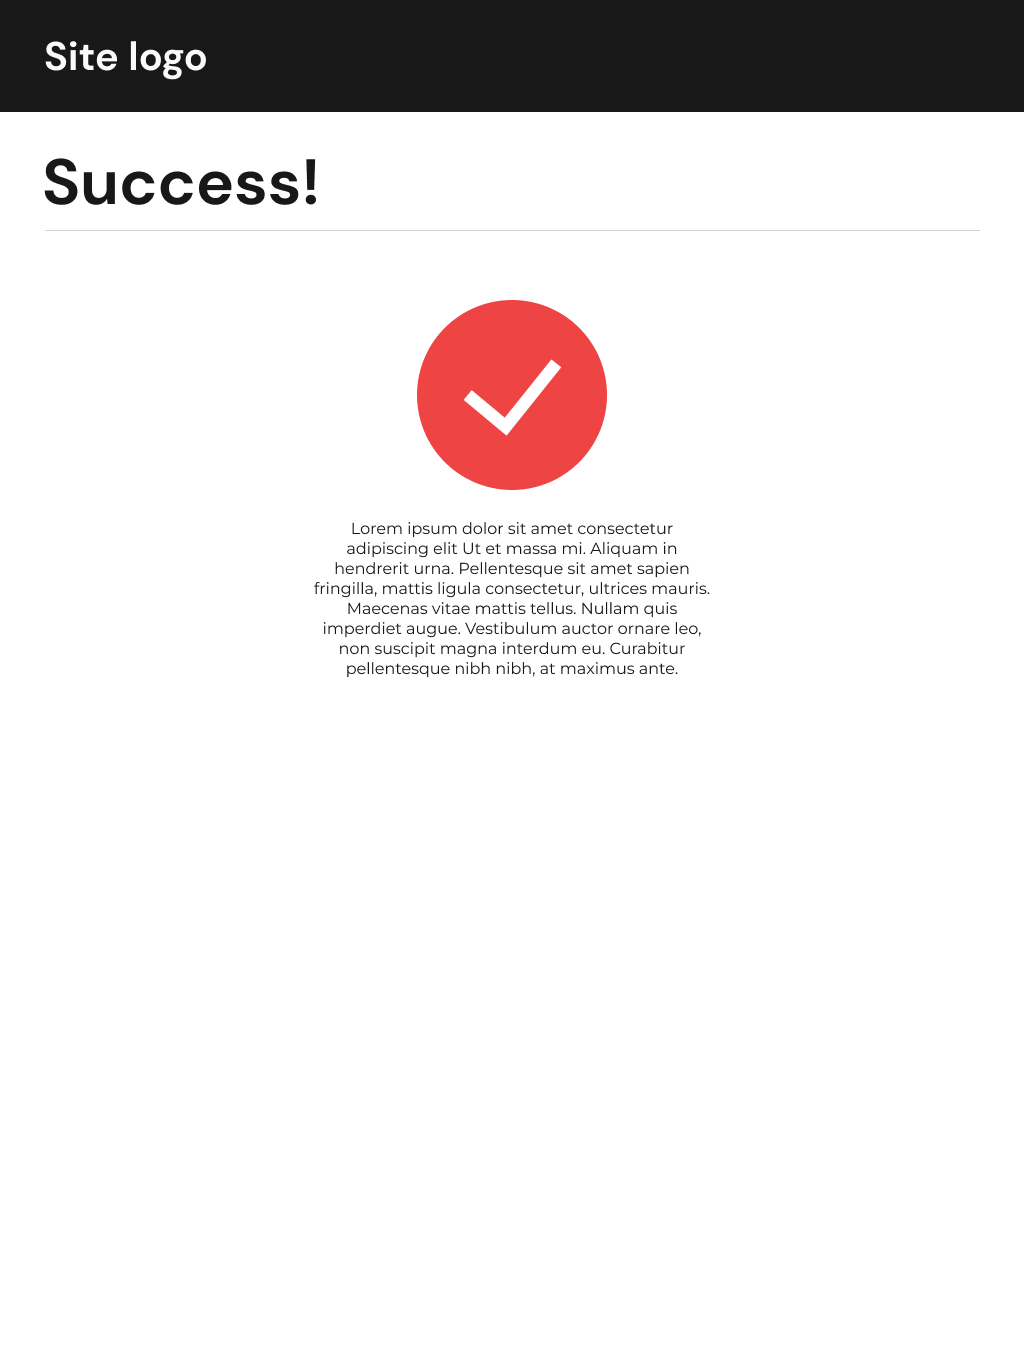 Site logo
Success!
Lorem ipsum dolor sit amet consectetur
adipiscing elit Ut et massa mi. Aliquam in
hendrerit urna. Pellentesque sit amet sapien
fringilla, mattis ligula consectetur, ultrices mauris.
Maecenas vitae mattis tellus. Nullam quis
imperdiet augue. Vestibulum auctor ornare leo,
non suscipit magna interdum eu. Curabitur
pellentesque nibh nibh, at maximus ante.